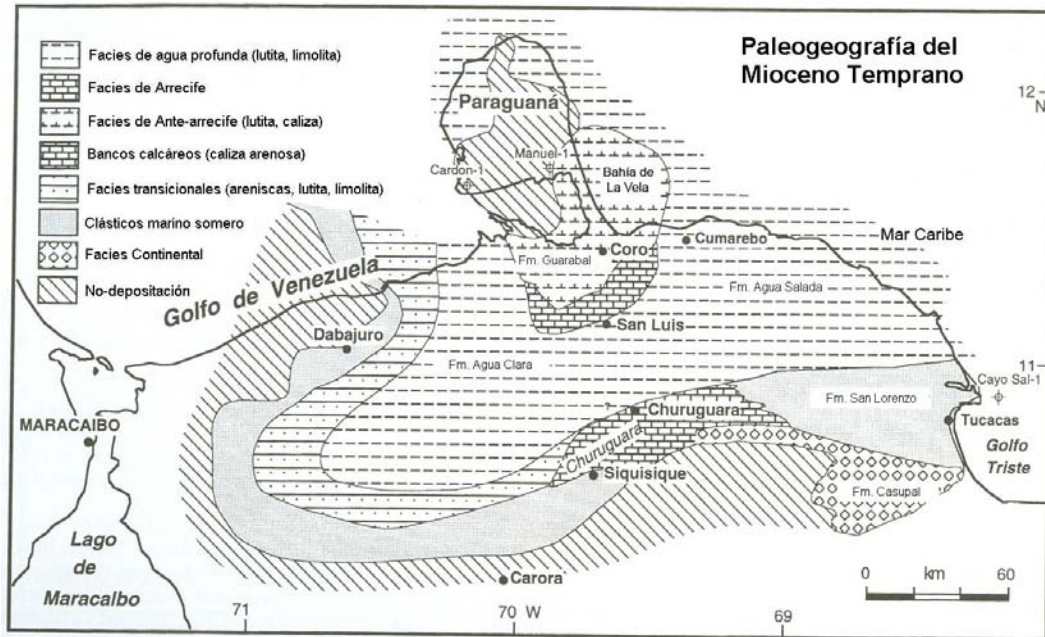 Paleogeografía del
Mioceno Temprano
Facies de agua profunda (lutita, limolita)
Facies de Arrecife
Facies de Ante-arrecife (lutita, caliza)
Bancos calcáreos (caliza arenosa)
Facies transicionales (areniscas, lutita, limolita)
Clásticos marino somero
Facies Continental
No-depositación
12
N
Paraguaná
Manuel-1
Cardón-1
Bahía de
La Vela
Mar Caribe
Coro
Cumarebo
Fm. Guarabal
Golfo de Venezuela
Fm. Agua Salada
San Luis
Dabajuro
Fm. Agua Clara
11
Cayo Sal-1
Fm. San Lorenzo
?
Churuguara
MARACAIBO
Tucacas
Churuguara
Golfo
Triste
Siquisique
Fm. Casupal
Lago
de
Maracalbo
Carora
0 km 60
71
70 W
69